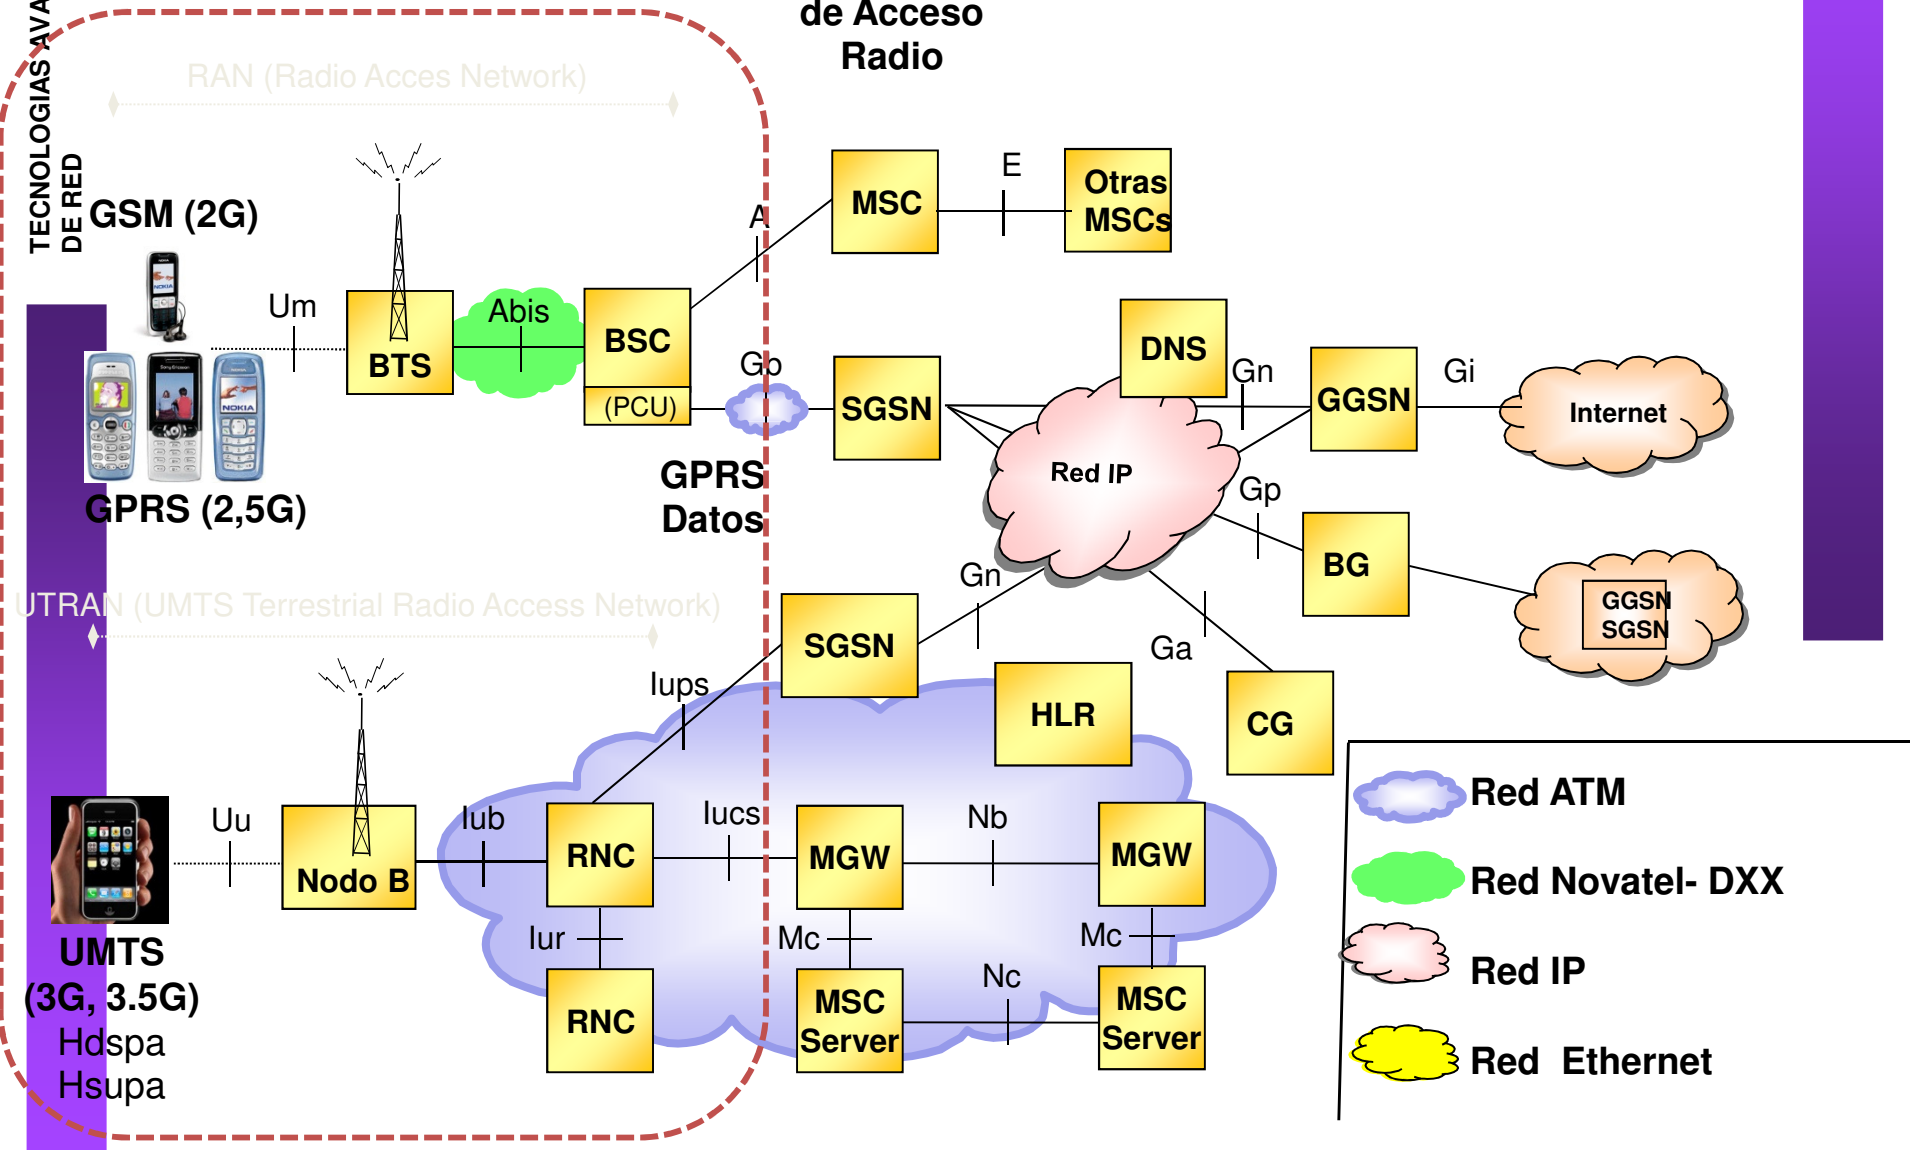 TECNOLOGIAS AVA
DE RED
de Acceso
Radio
RAN (Radio Acces Network)
GSM (2G)
Um
BTS
Abis
BSC
(PCU)
A
MSC
E
Otras
MSCs
Gb
SGSN
DNS
Gn
GGSN
Gi
Internet
Red IP
NOKIA
NOKIA
GPRS (2,5G)
GPRS
Datos
Gp
BG
GGSN
SGSN
UTRAN (UMTS Terrestrial Radio Access Network)
Gn
SGSN
Ga
CG
HLR
Iups
Uu
Nodo B
Iub
RNC
Iucs
MGW
Nb
MGW
Iur
Mc
Mc
RNC
MSC
Server
Nc
MSC
Server
UMTS
(3G, 3.5G)
Hdspa
Hsupa
Red ATM
Red Novatel- DXX
Red IP
Red Ethernet